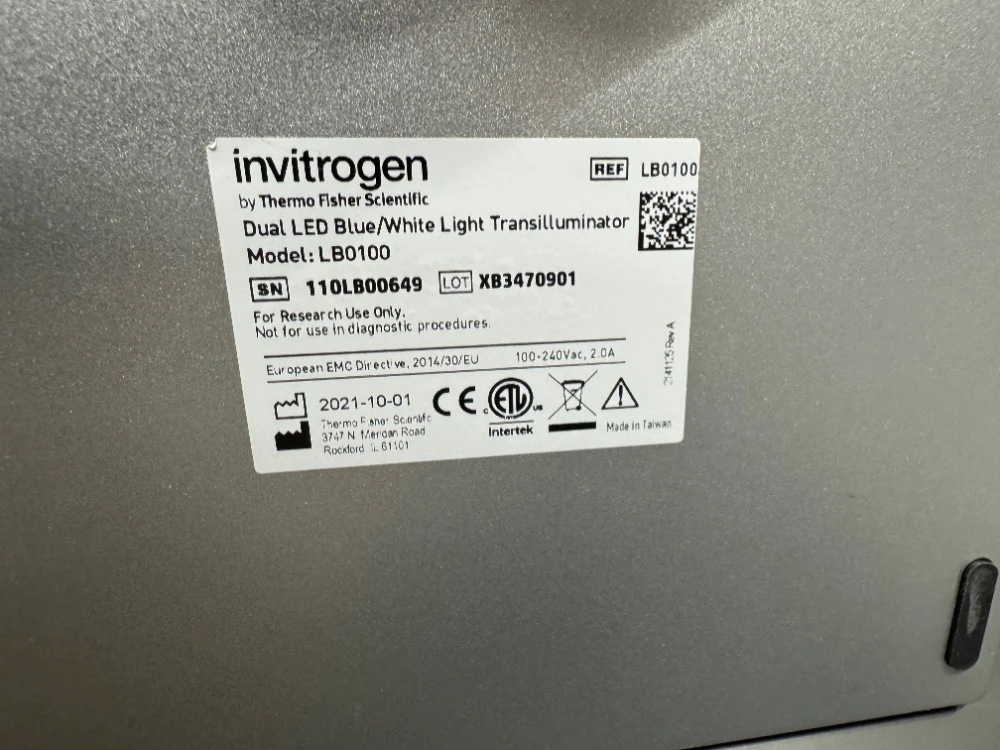 invitrogen
by Thermo Fisher Scientific
REF LB0100
Dual LED Blue/White Light Transilluminator
Model: LB0100
SN 110LB00649 LOT XB3470901
For Research Use Only.
Not for use in diagnostic procedures.
European EMC Directive, 2014/30/EU 100-240Vac, 2.0A
2021-10-01
Thermo Fisher Scientific
3747 N. Meridian Road
Rockford IL 61101
CE
c ETL us
Intertek
Made in Taiwan
2141125 Rev A